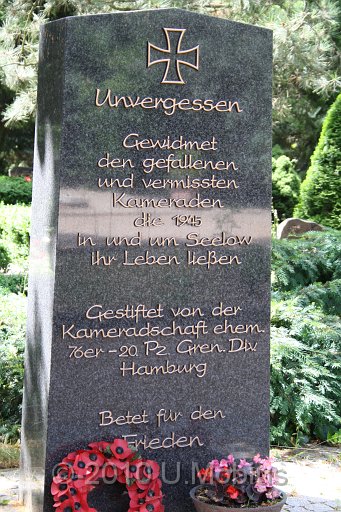 Unvergessen
Gewidmet
den gefallenen
und vermissten
Kameraden
die 1945
in und um Seelow
ihr Leben ließen
Gestiftet von der
Kameradschaft ehem.
76er - 20. Pz. Gren. Div.
Hamburg
Betet für den
Frieden
©2010 U.Mobius